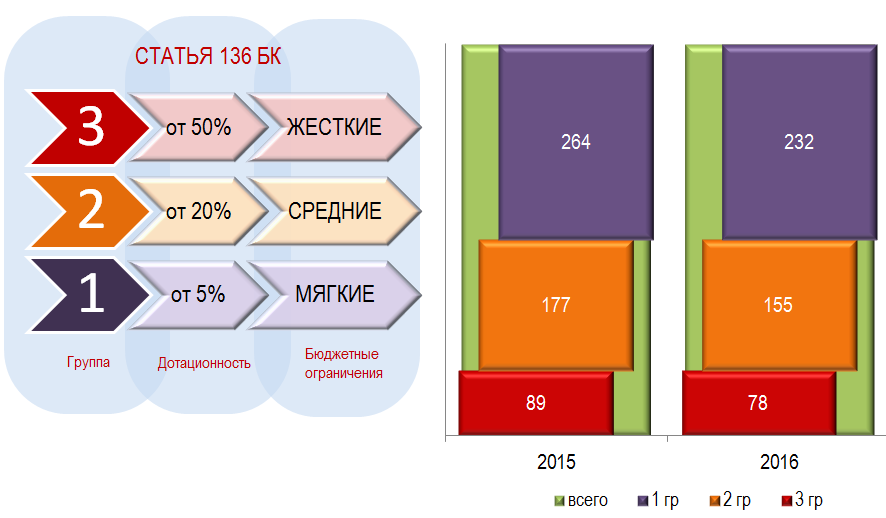 СТАТЬЯ 136 БК
3
от 50%
ЖЕСТКИЕ
2
от 20%
СРЕДНИЕ
1
от 5%
МЯГКИЕ
Группа
Дотационность
Бюджетные
ограничения
264
232
177
155
89
78
2015
2016
всего
1 гр
2 гр
3 гр